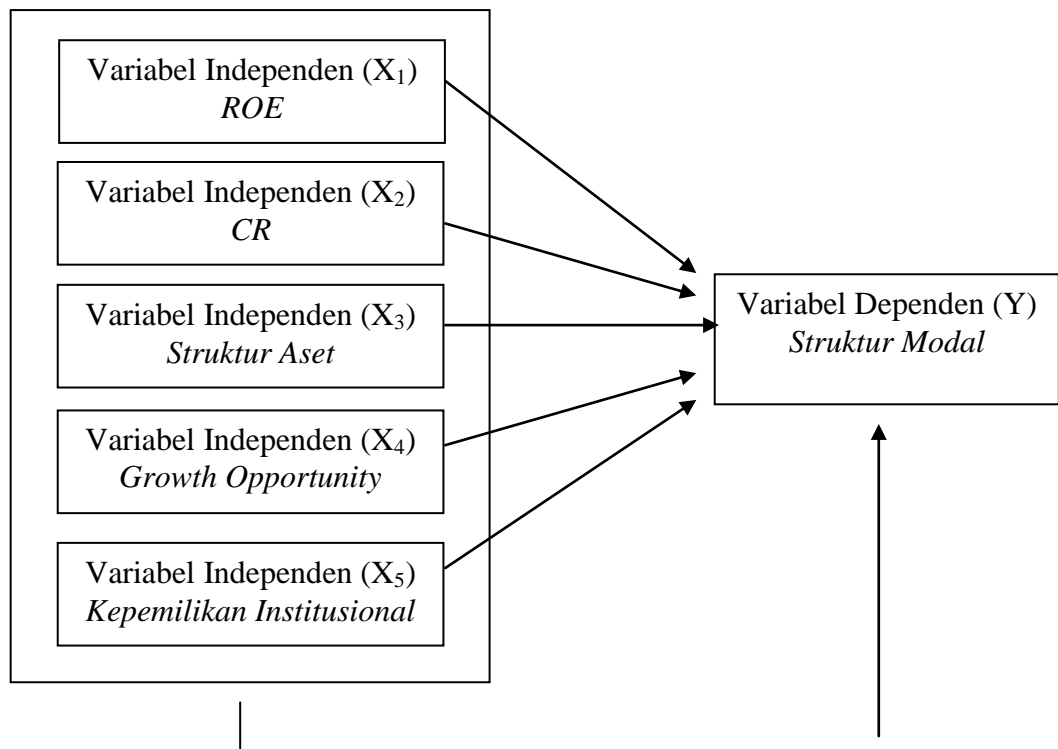 Variabel Independen (X₁)
ROE
Variabel Independen (X₂)
CR
Variabel Independen (X₃)
Struktur Aset
Variabel Independen (X₄)
Growth Opportunity
Variabel Independen (X₅)
Kepemilikan Institusional
Variabel Dependen (Y)
Struktur Modal